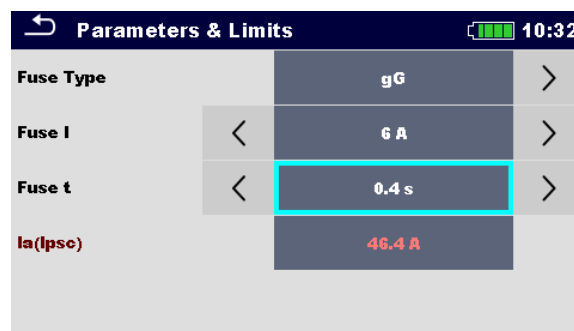 Parameters & Limits 10:32
Fuse Type gG
Fuse I 6 A
Fuse t 0.4 s
Ia(Ipsc) 46.4 A